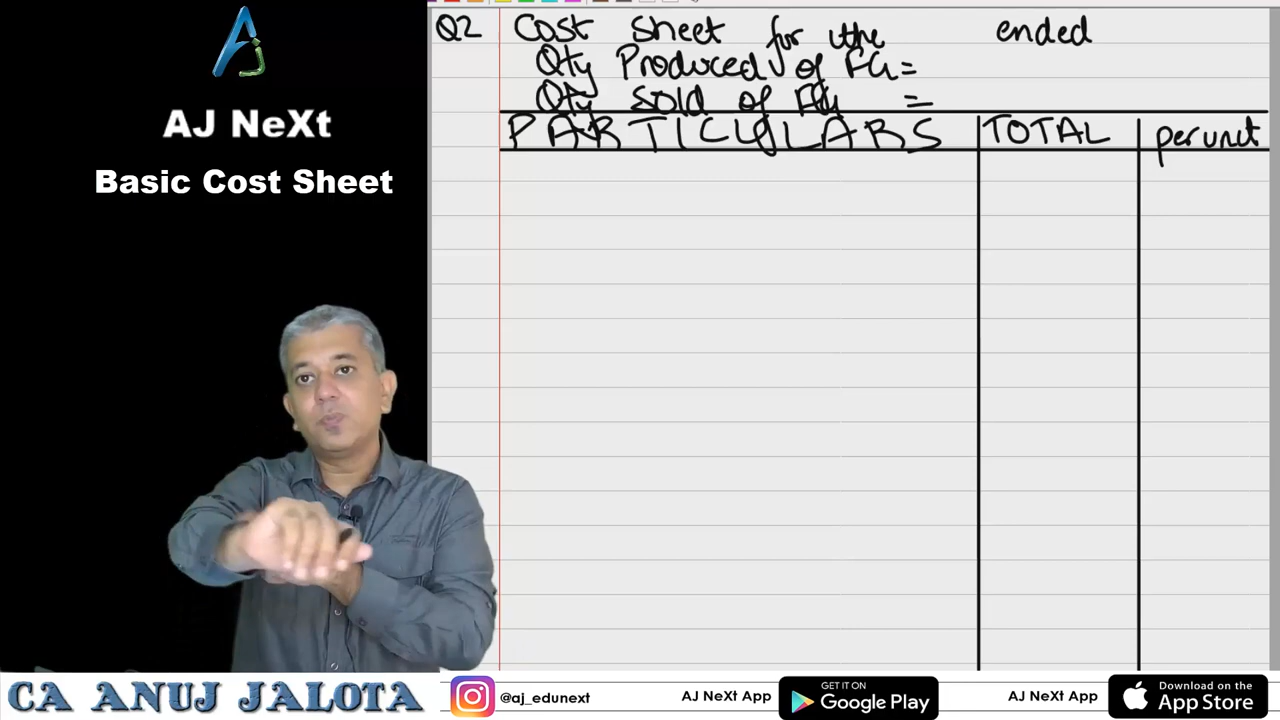 AJ NeXt
Basic Cost Sheet
Q2 Cost Sheet for the ended
Qty Produced of FG =
Qty Sold of FG =
PARTICULARS TOTAL per unit
CA ANUJ JALOTA
@aj_edunext
AJ NeXt App
GET IT ON
Google Play
AJ NeXt App
Download on the
App Store